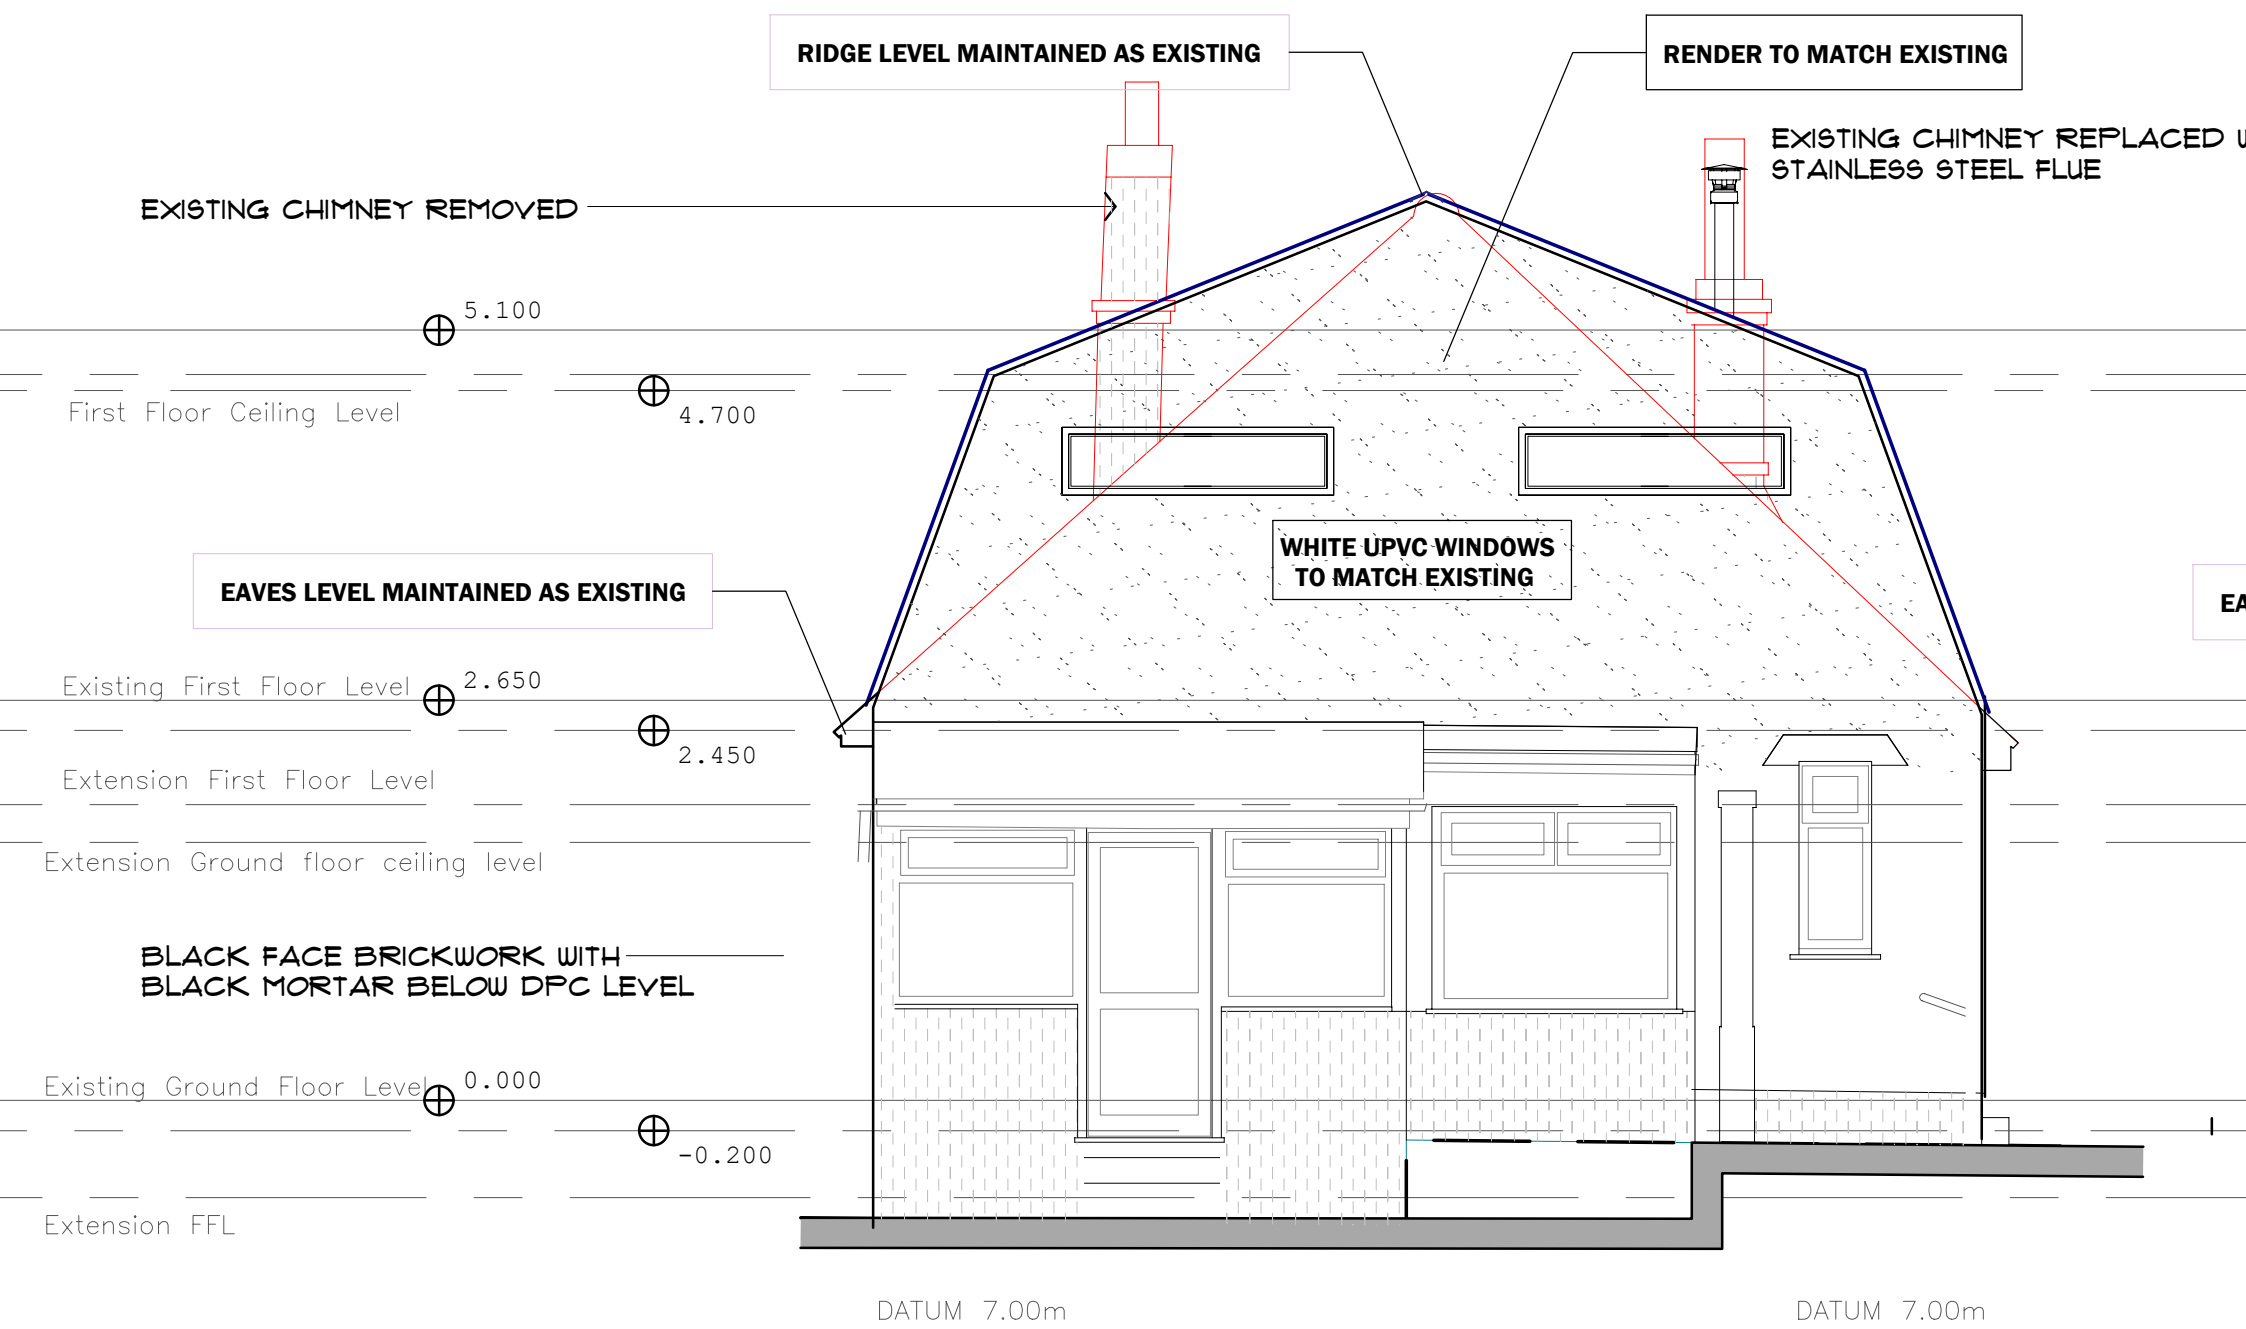 RIDGE LEVEL MAINTAINED AS EXISTING
RENDER TO MATCH EXISTING
EXISTING CHIMNEY REPLACED
STAINLESS STEEL FLUE
EXISTING CHIMNEY REMOVED
5.100
First Floor Ceiling Level
4.700
WHITE UPVC WINDOWS
TO MATCH EXISTING
EAVES LEVEL MAINTAINED AS EXISTING
Existing First Floor Level
2.650
2.450
Extension First Floor Level
Extension Ground floor ceiling level
BLACK FACE BRICKWORK WITH
BLACK MORTAR BELOW DPC LEVEL
Existing Ground Floor Level
0.000
-0.200
Extension FFL
DATUM 7.00m
DATUM 7.00m